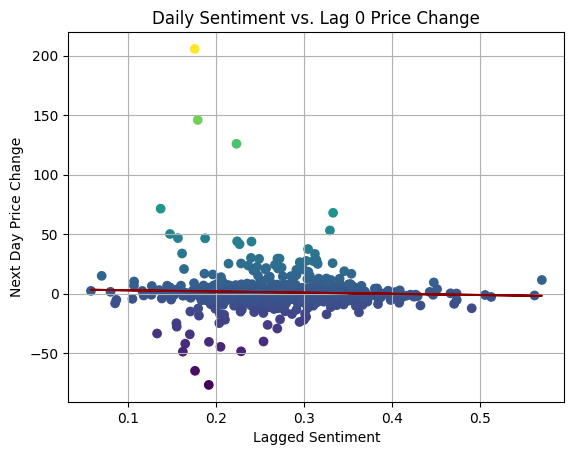 Daily Sentiment vs. Lag 0 Price Change
Next Day Price Change
200
150
100
50
0
−50
0.1 0.2 0.3 0.4 0.5
Lagged Sentiment